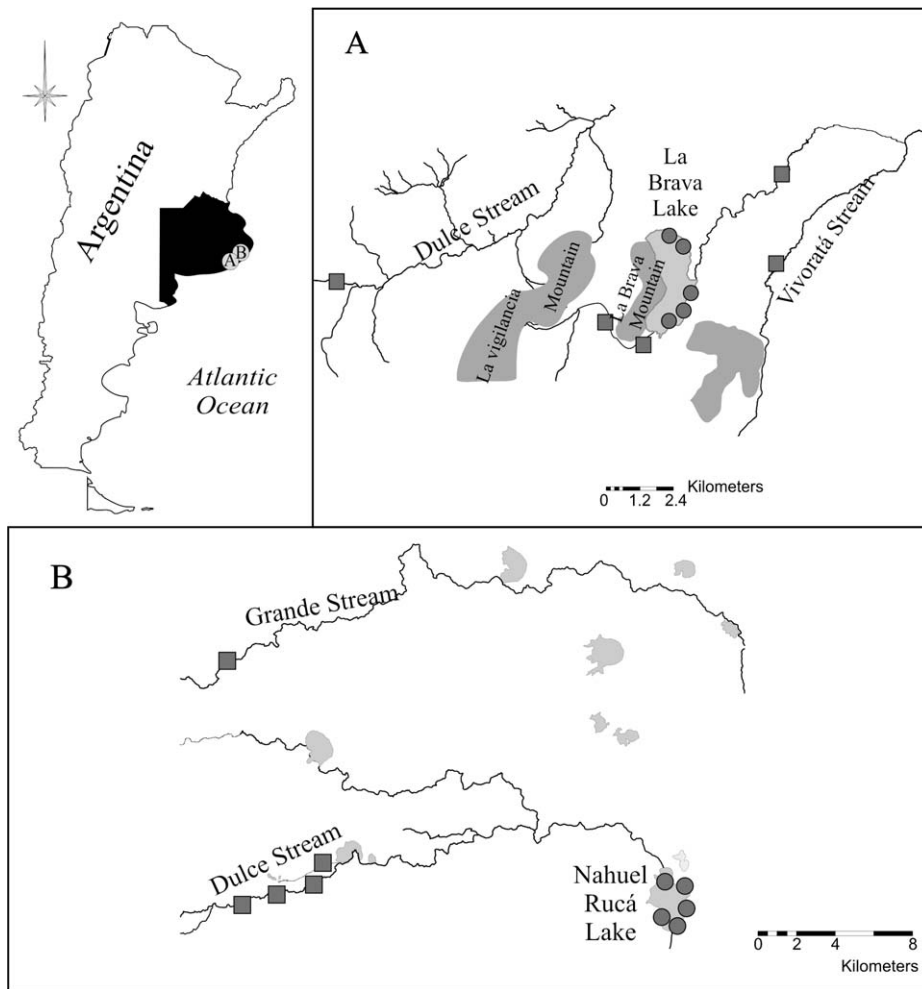 Argentina
A
B
Atlantic
Ocean
A
La
Brava
Lake
Dulce Stream
Vivoratá Stream
La vigilancia
Mountain
La Brava
Mountain
0 1.2 2.4 Kilometers
B
Grande Stream
Dulce Stream
Nahuel
Rucá
Lake
0 2 4 8
Kilometers